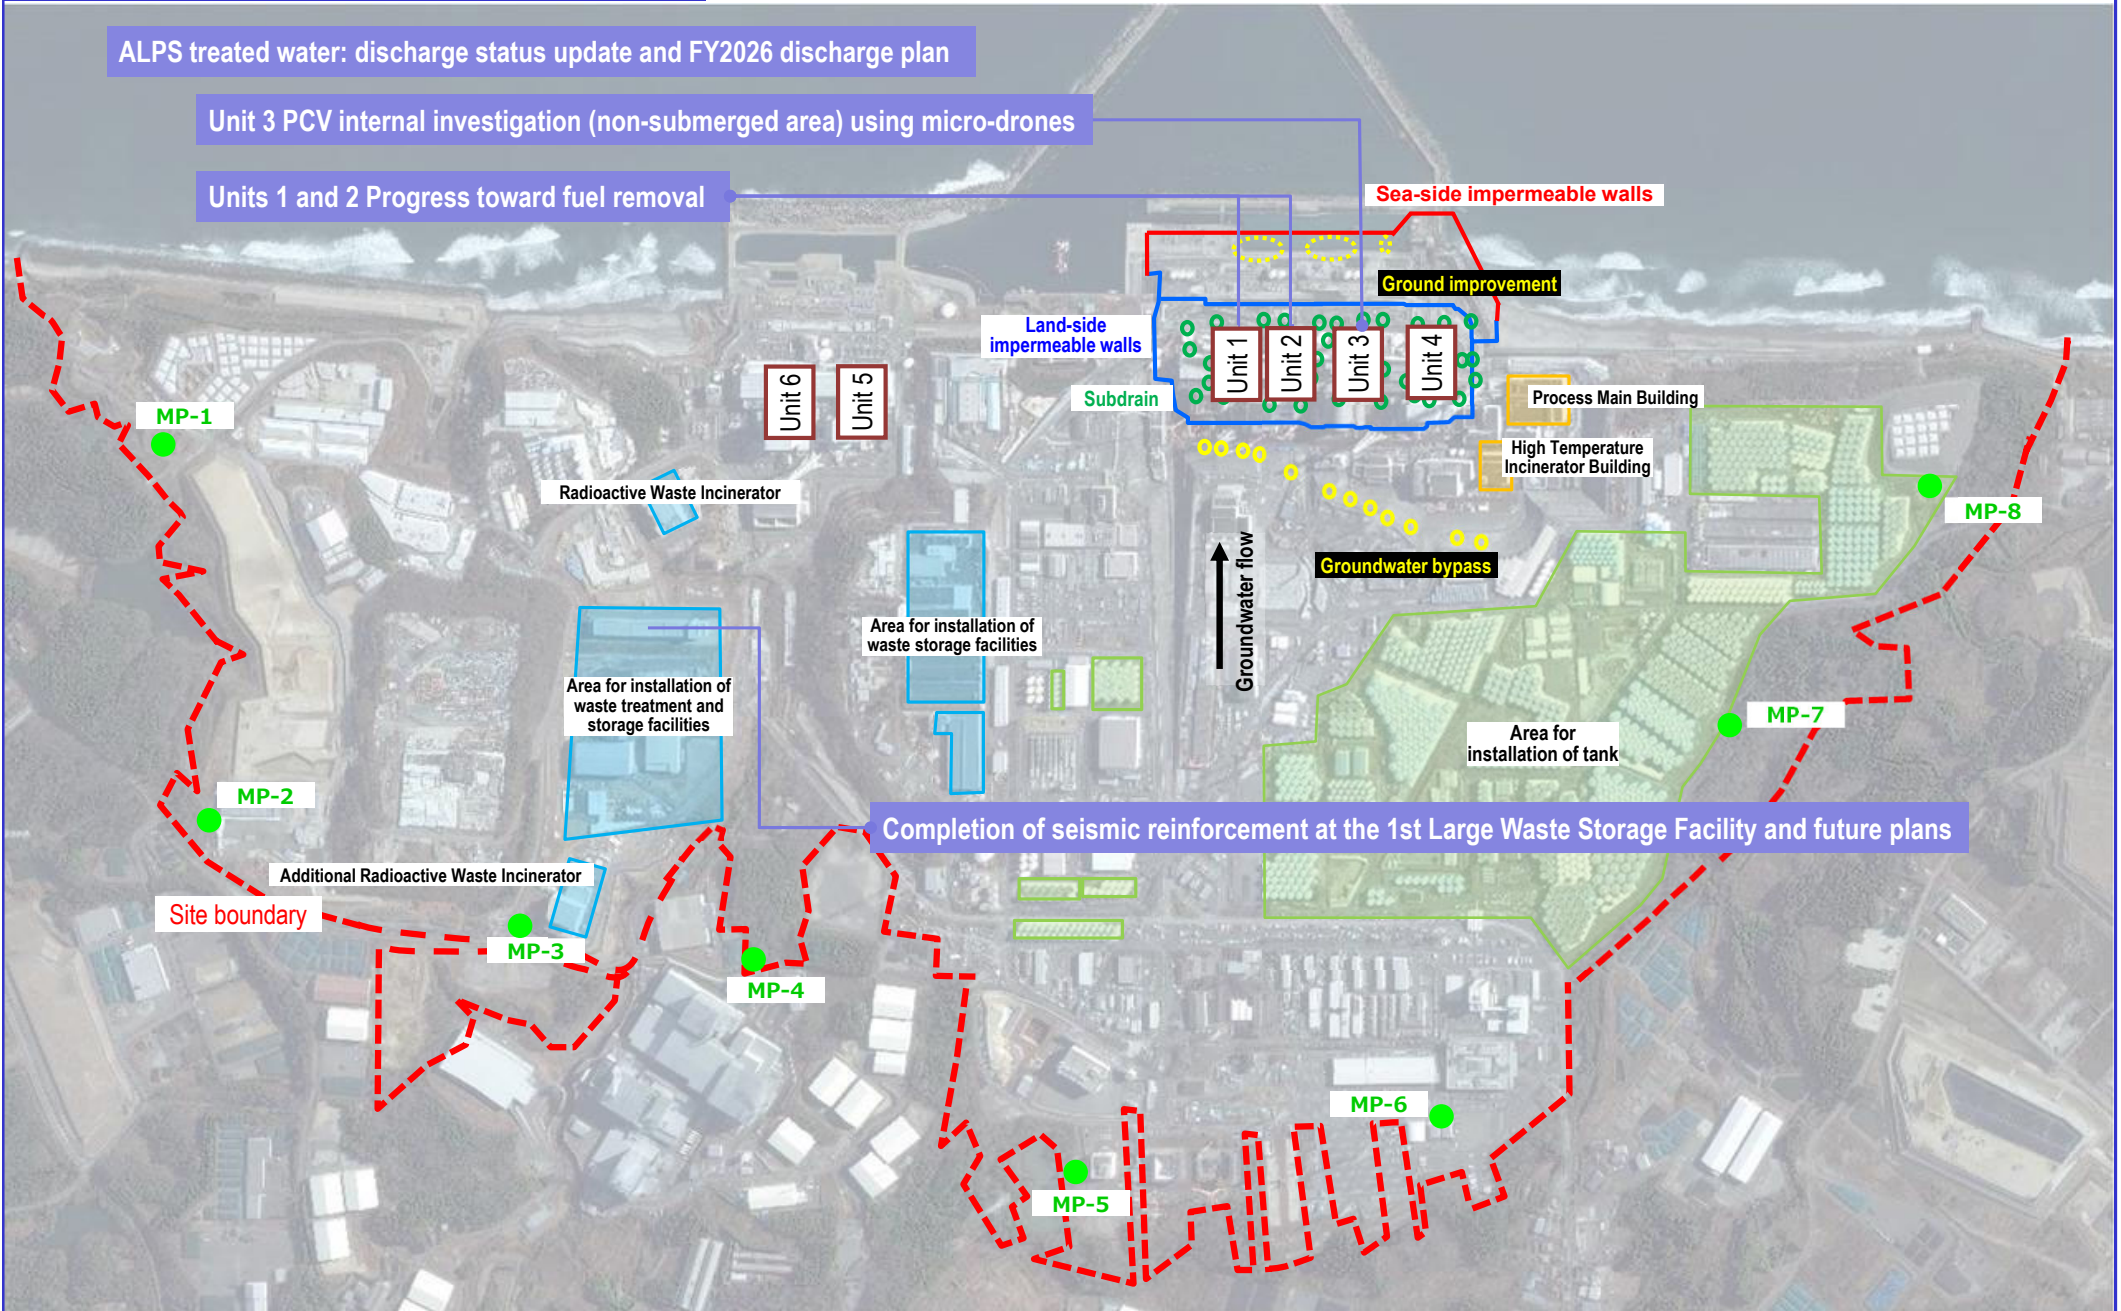 ALPS treated water: discharge status update and FY2026 discharge plan
Unit 3 PCV internal investigation (non-submerged area) using micro-drones
Units 1 and 2 Progress toward fuel removal
Sea-side impermeable walls
Ground improvement
Land-side
impermeable walls
Unit 1
Unit 2
Unit 3
Unit 4
Unit 6
Unit 5
Subdrain
Process Main Building
MP-1
High Temperature
Incinerator Building
Radioactive Waste Incinerator
MP-8
Groundwater flow
Groundwater bypass
Area for installation of
waste storage facilities
Area for installation of
waste treatment and
storage facilities
MP-7
Area for
installation of tank
MP-2
Completion of seismic reinforcement at the 1st Large Waste Storage Facility and future plans
Additional Radioactive Waste Incinerator
Site boundary
MP-3
MP-4
MP-6
MP-5